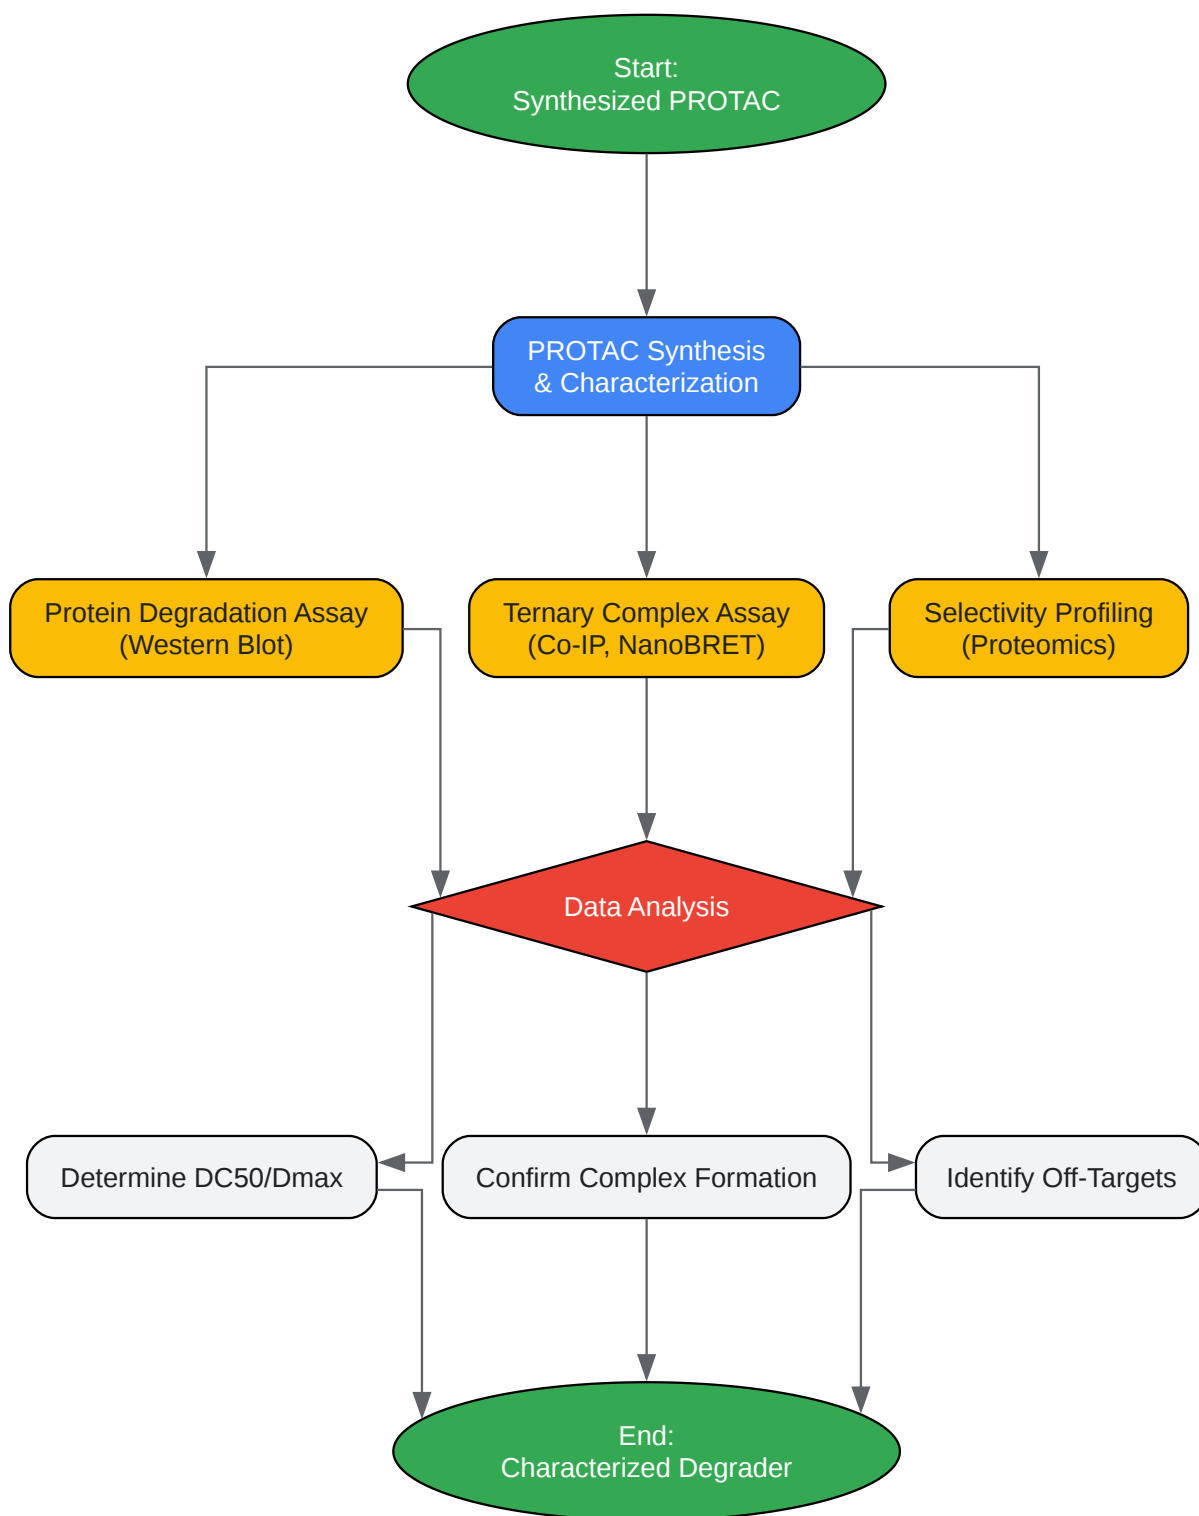 Start:
Synthesized PROTAC
PROTAC Synthesis
& Characterization
Protein Degradation Assay
(Western Blot)
Ternary Complex Assay
(Co-IP, NanoBRET)
Selectivity Profiling
(Proteomics)
Data Analysis
Determine DC50/Dmax
Confirm Complex Formation
Identify Off-Targets
End:
Characterized Degrader